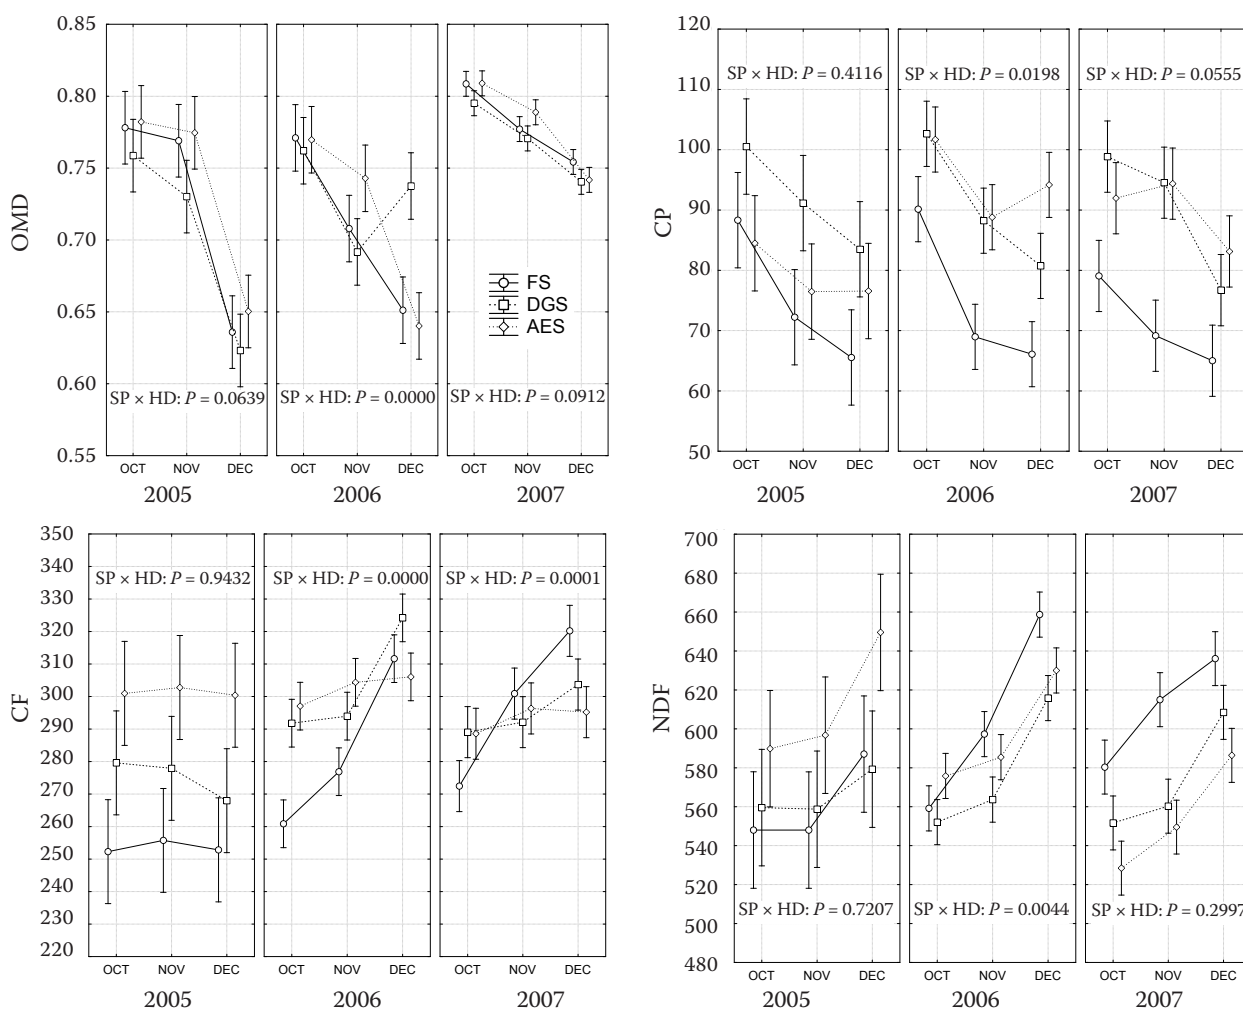 OMD
0.85
0.80
0.75
0.70
0.65
0.60
0.55
FS
DGS
AES
SP × HD: P = 0.0639
SP × HD: P = 0.0000
SP × HD: P = 0.0912
OCT NOV DEC
OCT NOV DEC
OCT NOV DEC
2005
2006
2007
CP
120
110
100
90
80
70
60
50
SP × HD: P = 0.4116
SP × HD: P = 0.0198
SP × HD: P = 0.0555
OCT NOV DEC
OCT NOV DEC
OCT NOV DEC
2005
2006
2007
CF
350
340
330
320
310
300
290
280
270
260
250
240
230
220
SP × HD: P = 0.9432
SP × HD: P = 0.0000
SP × HD: P = 0.0001
OCT NOV DEC
OCT NOV DEC
OCT NOV DEC
2005
2006
2007
NDF
700
680
660
640
620
600
580
560
540
520
500
480
SP × HD: P = 0.7207
SP × HD: P = 0.0044
SP × HD: P = 0.2997
OCT NOV DEC
OCT NOV DEC
OCT NOV DEC
2005
2006
2007